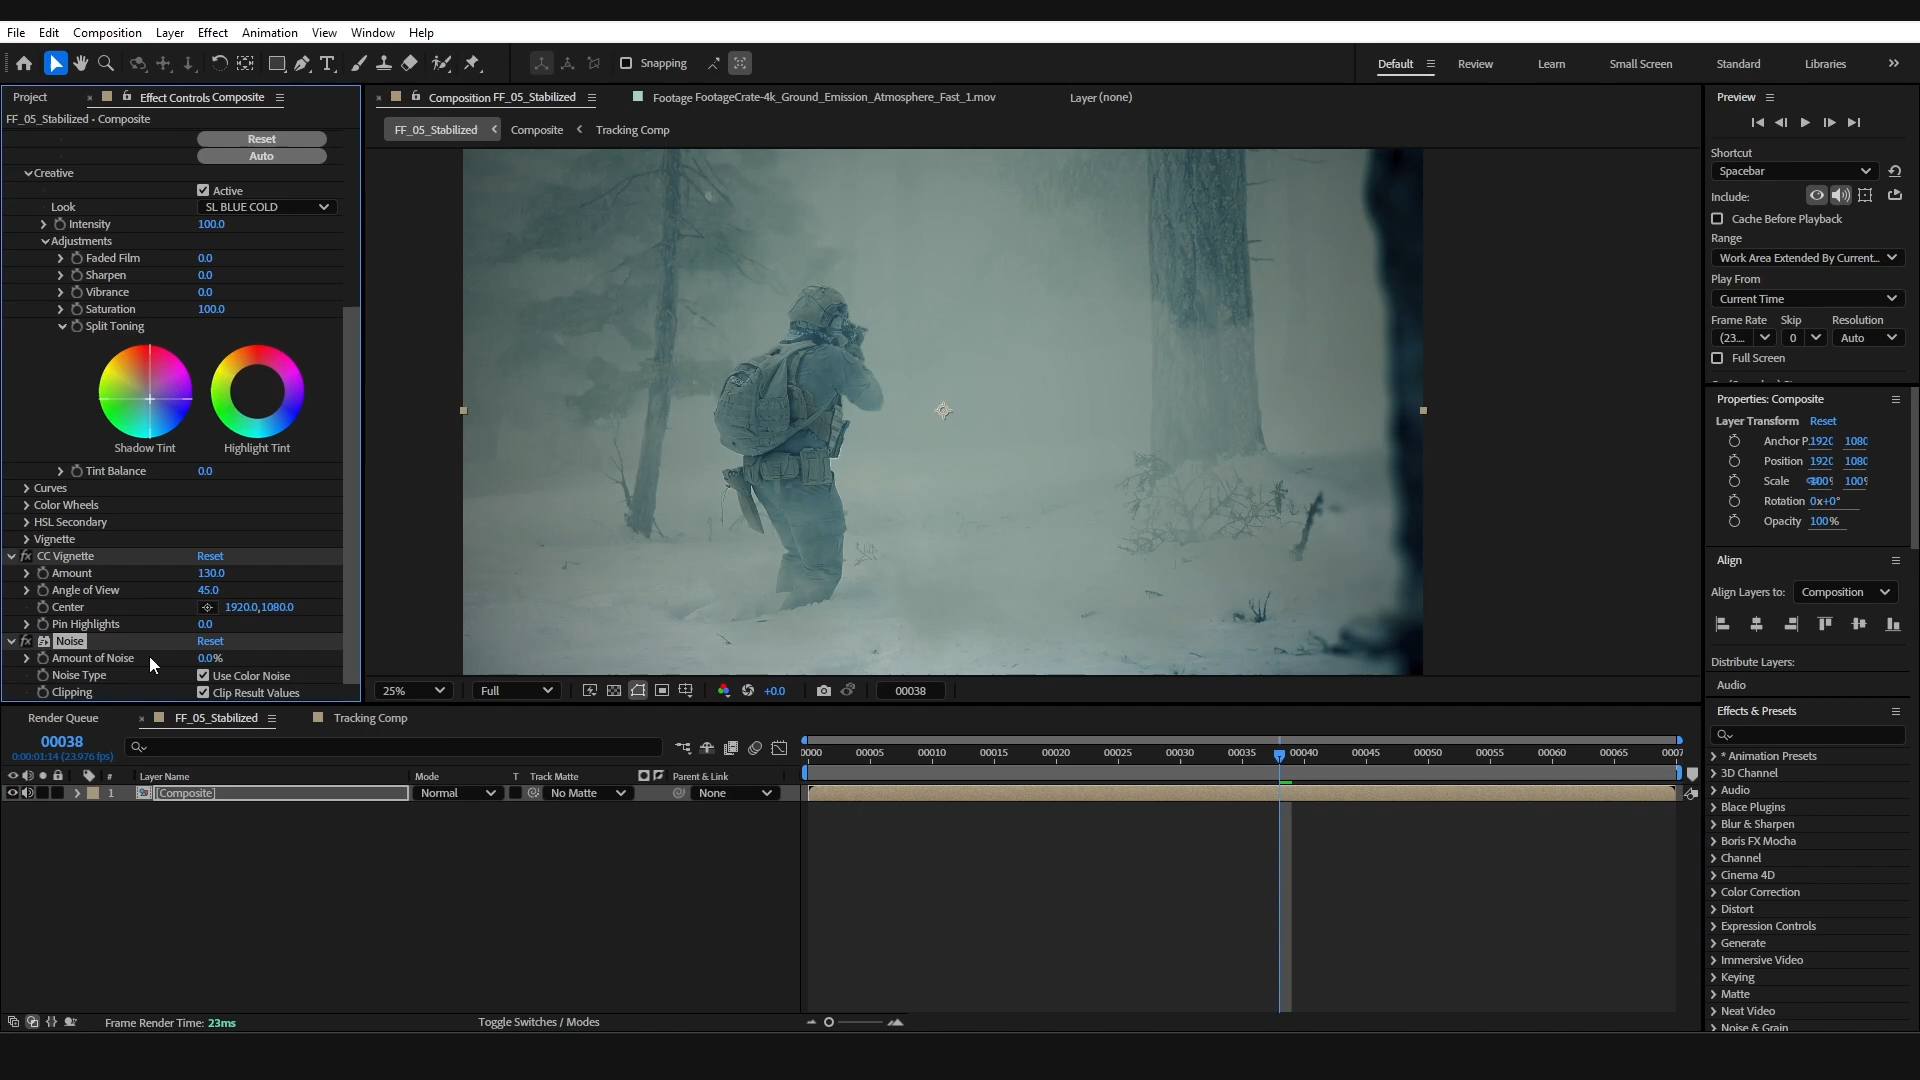 File Edit Composition Layer Effect Animation View Window Help
Snapping
Default Review Learn Small Screen Standard Libraries
Project Effect Controls Composite
FF_05_Stabilized • Composite
Reset
Auto
Creative
Active
Look SL BLUE COLD
Intensity 100.0
Adjustments
Faded Film 0.0
Sharpen 0.0
Vibrance 0.0
Saturation 100.0
Split Toning
Shadow Tint Highlight Tint
Tint Balance 0.0
Curves
Color Wheels
HSL Secondary
Vignette
fx CC Vignette Reset
Amount 130.0
Angle of View 45.0
Center 1920.0,1080.0
Pin Highlights 0.0
fx Noise Reset
Amount of Noise 0.0%
Noise Type Use Color Noise
Clipping Clip Result Values
Composition FF_05_Stabilized Footage FootageCrate-4k_Ground_Emission_Atmosphere_Fast_1.mov Layer (none)
FF_05_Stabilized Composite Tracking Comp
25% Full +0.0 00038
Preview
Shortcut
Spacebar
Include:
Cache Before Playback
Range
Work Area Extended By Current...
Play From
Current Time
Frame Rate Skip Resolution
(23.... 0 Auto
Full Screen
Properties: Composite
Layer Transform Reset
Anchor P. 1920 1080
Position 1920 1080
Scale 100% 100%
Rotation 0x+0°
Opacity 100%
Align
Align Layers to: Composition
Distribute Layers:
Audio
Effects & Presets
* Animation Presets
3D Channel
Audio
Blace Plugins
Blur & Sharpen
Boris FX Mocha
Channel
Cinema 4D
Color Correction
Distort
Expression Controls
Generate
Immersive Video
Keying
Matte
Neat Video
Noise & Grain
Render Queue FF_05_Stabilized Tracking Comp
00038
0:00:01:14 (23.976 fps)
# Layer Name Mode T Track Matte Parent & Link
1 [Composite] Normal No Matte None
0000 00005 00010 00015 00020 00025 00030 00035 00040 00045 00050 00055 00060 00065 0007
Frame Render Time: 23ms Toggle Switches / Modes